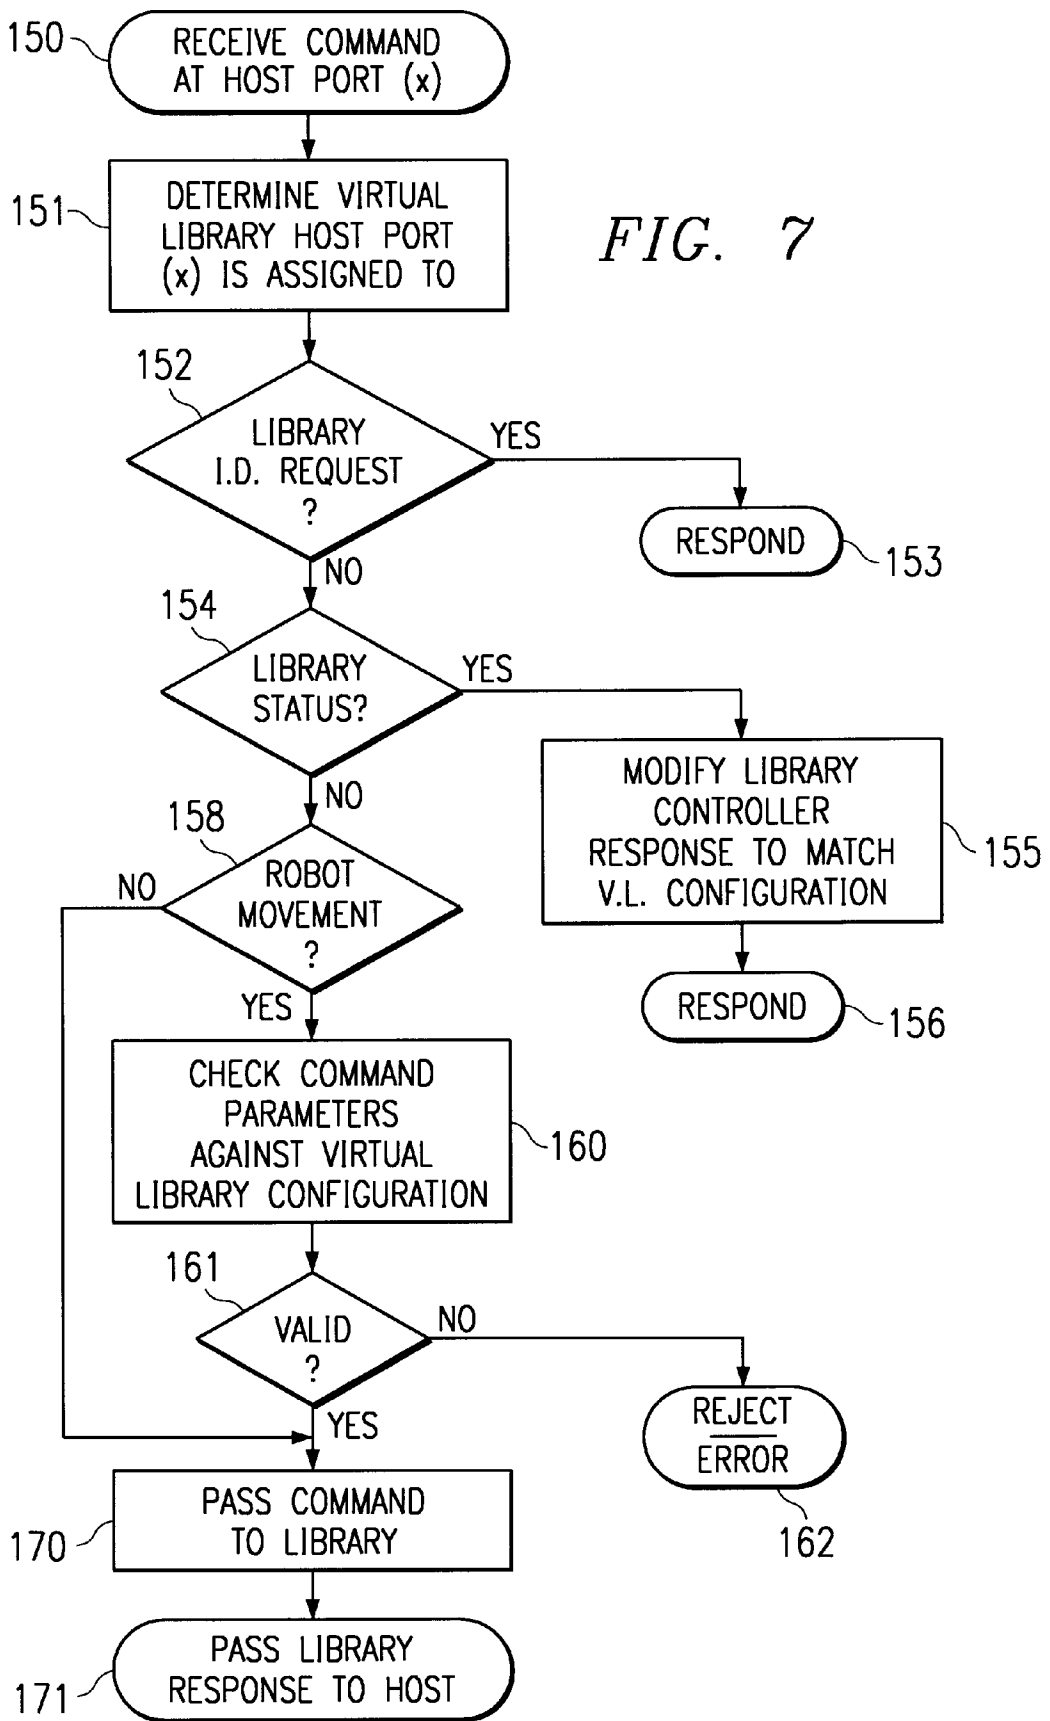 150
RECEIVE COMMAND
AT HOST PORT (x)
151
DETERMINE VIRTUAL
LIBRARY HOST PORT
(x) IS ASSIGNED TO
FIG. 7
152
LIBRARY
I.D. REQUEST
?
YES
RESPOND
153
NO
154
LIBRARY
STATUS?
YES
MODIFY LIBRARY
CONTROLLER
RESPONSE TO MATCH
V.L. CONFIGURATION
155
RESPOND
156
NO
158
ROBOT
MOVEMENT
?
NO
YES
CHECK COMMAND
PARAMETERS
AGAINST VIRTUAL
LIBRARY CONFIGURATION
160
161
VALID
?
NO
REJECT
ERROR
162
YES
PASS COMMAND
TO LIBRARY
170
PASS LIBRARY
RESPONSE TO HOST
171